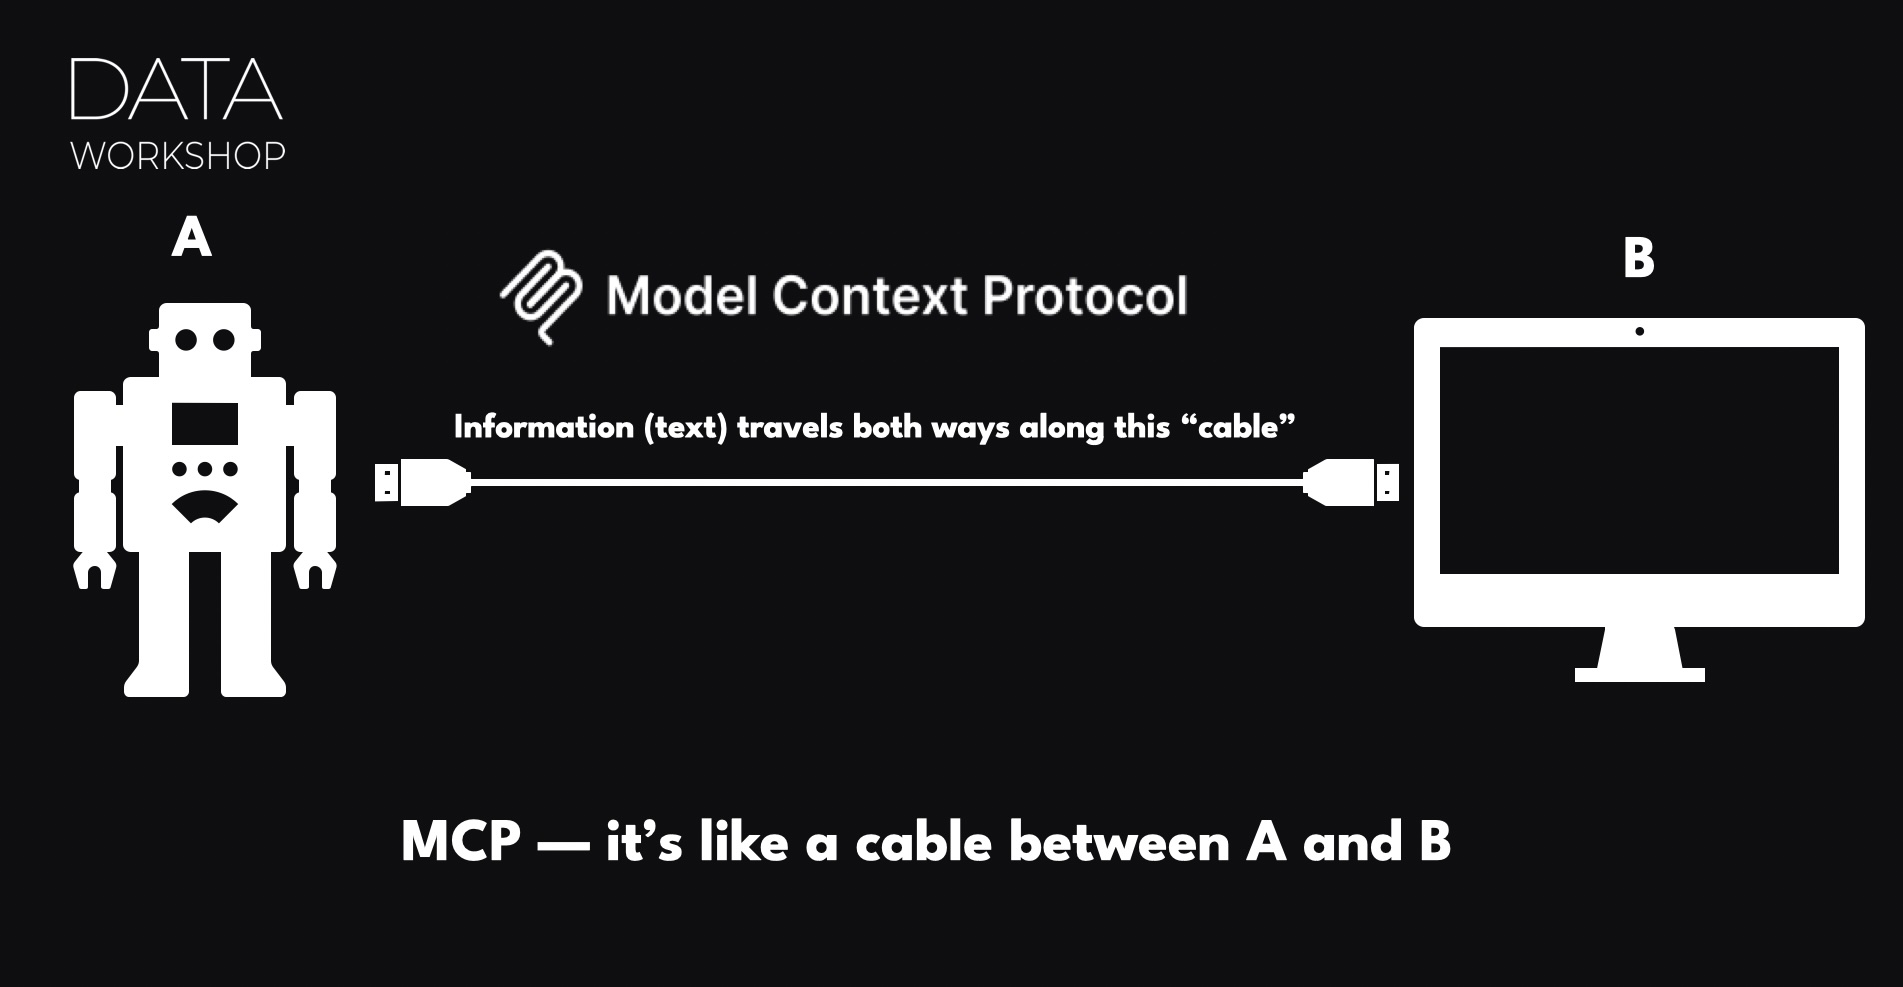 DATA
WORKSHOP
A
B
Model Context Protocol
Information (text) travels both ways along this “cable”
MCP — it’s like a cable between A and B